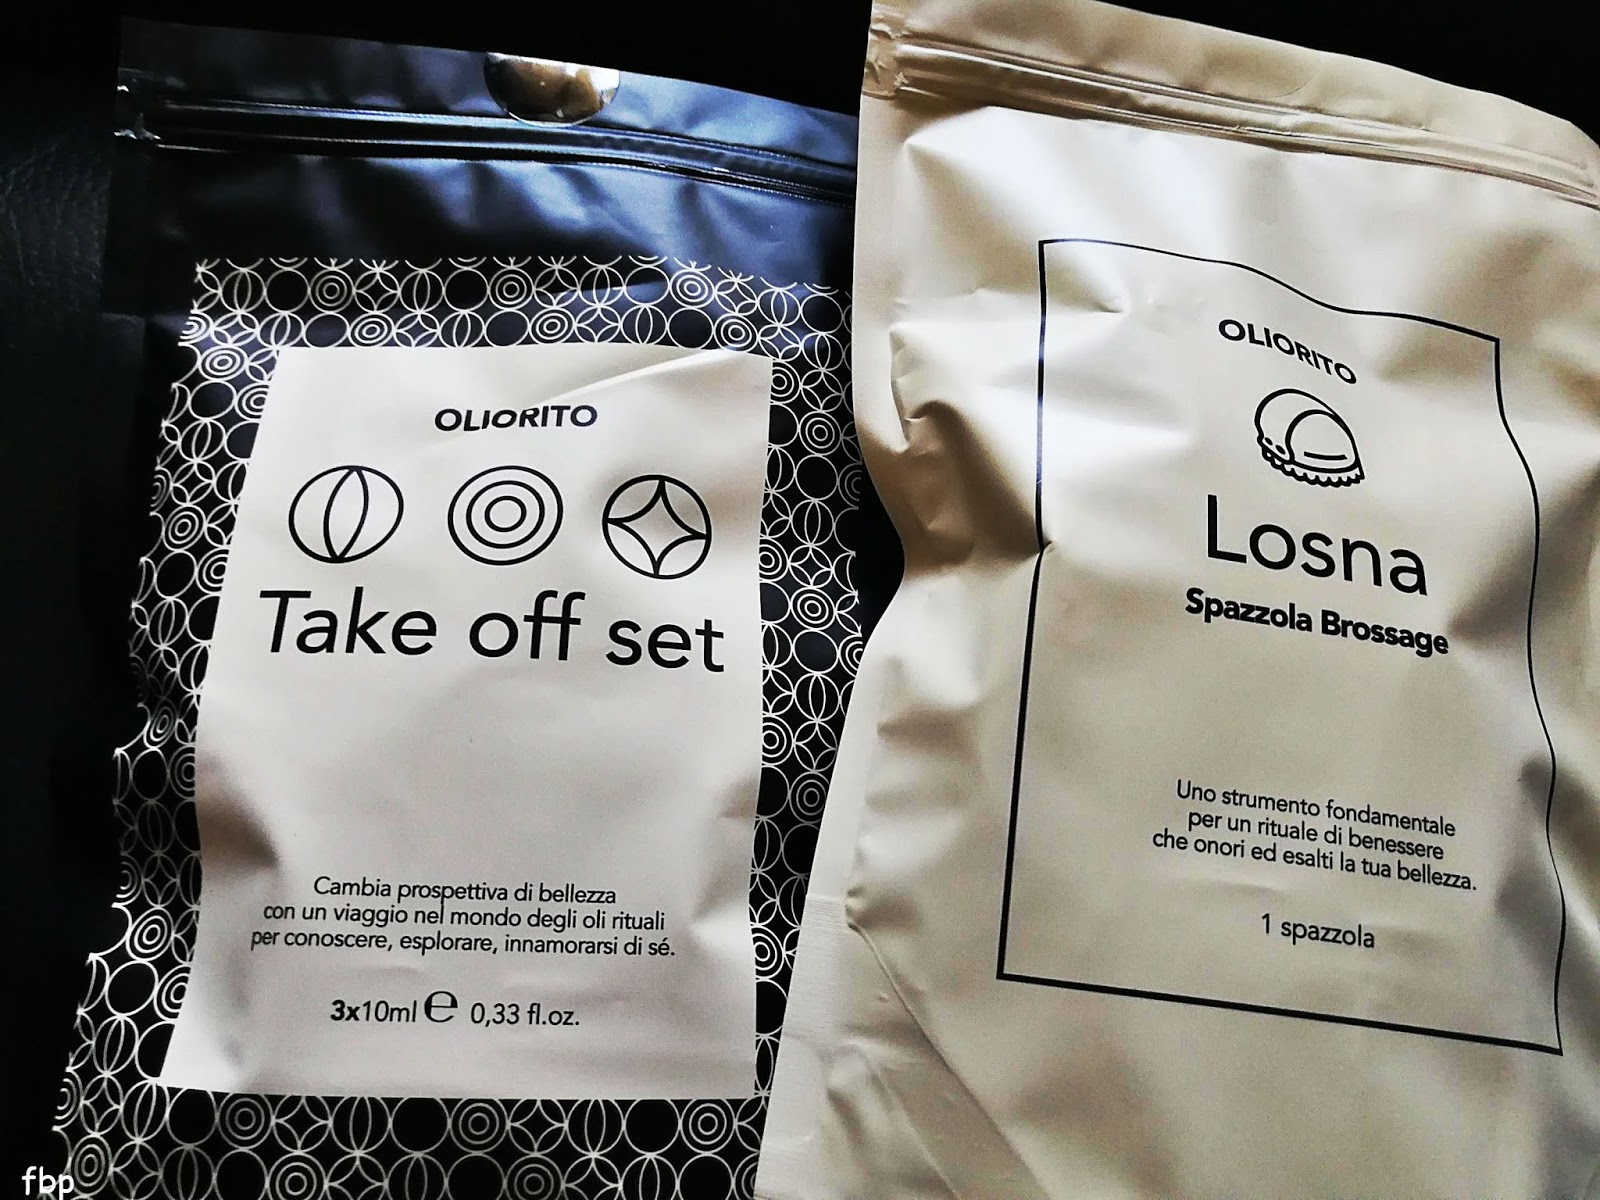 OLIORITO
Take off set
Cambia prospettiva di bellezza
con un viaggio nel mondo degli oli rituali
per conoscere, esplorare, innamorarsi di sé.
3x10ml ℮ 0,33 fl.oz.
OLIORITO
Losna
Spazzola Brossage
Uno strumento fondamentale
per un rituale di benessere
che onori ed esalti la tua bellezza.
1 spazzola
fbp